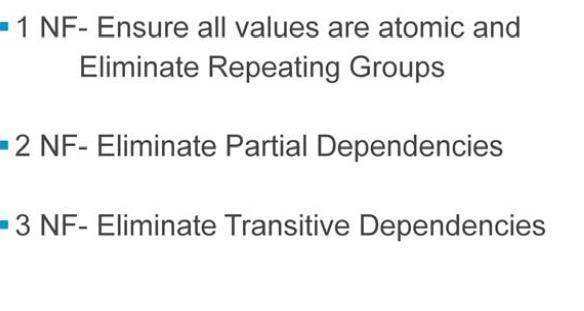 1 NF- Ensure all values are atomic and
Eliminate Repeating Groups
2 NF- Eliminate Partial Dependencies
3 NF- Eliminate Transitive Dependencies